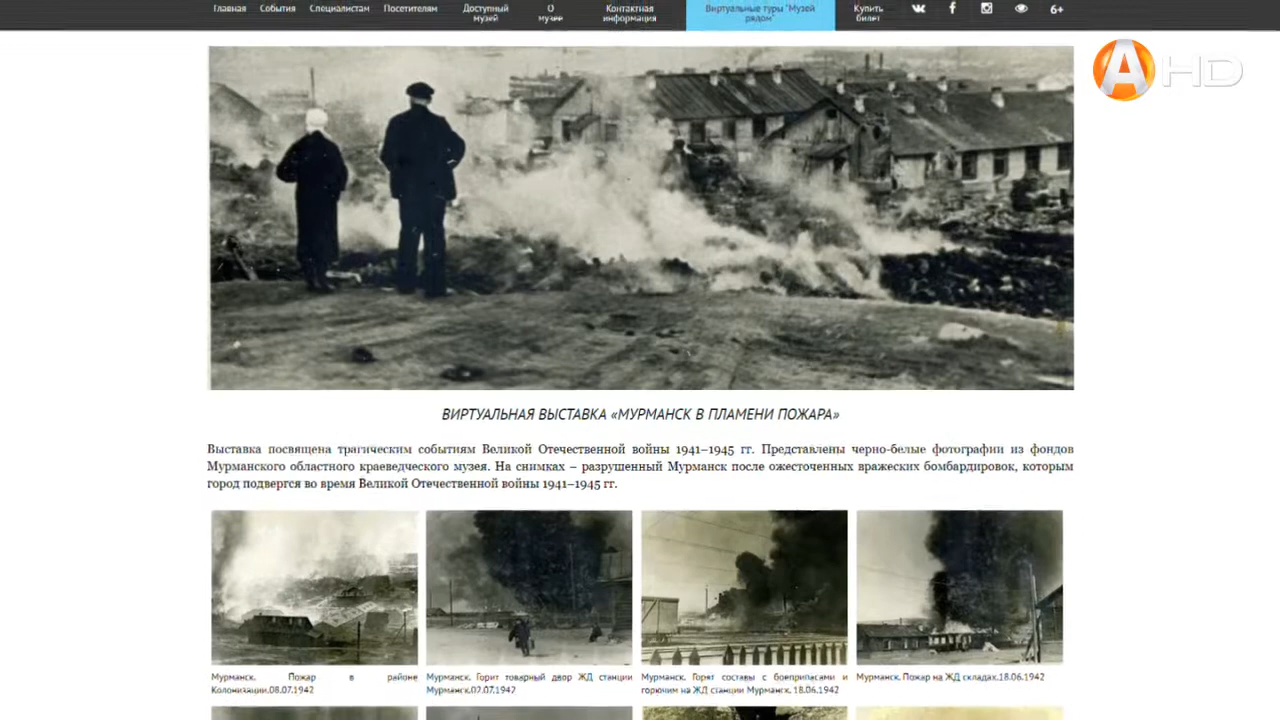 Главная События Специалистам Посетителям Доступный музей О музее Контактная информация Виртуальные туры "Музей рядом" Купить билет 6+
А HD
ВИРТУАЛЬНАЯ ВЫСТАВКА «МУРМАНСК В ПЛАМЕНИ ПОЖАРА»
Выставка посвящена трагическим событиям Великой Отечественной войны 1941–1945 гг. Представлены черно-белые фотографии из фондов
Мурманского областного краеведческого музея. На снимках – разрушенный Мурманск после ожесточенных вражеских бомбардировок, которым
город подвергся во время Великой Отечественной войны 1941–1945 гг.
Мурманск. Пожар в районе
Колонизации.08.07.1942
Мурманск. Горит товарный двор ЖД станции
Мурманск.02.07.1942
Мурманск. Горят составы с боеприпасами и
горючим на ЖД станции Мурманск. 18.06.1942
Мурманск. Пожар на ЖД складах.18.06.1942